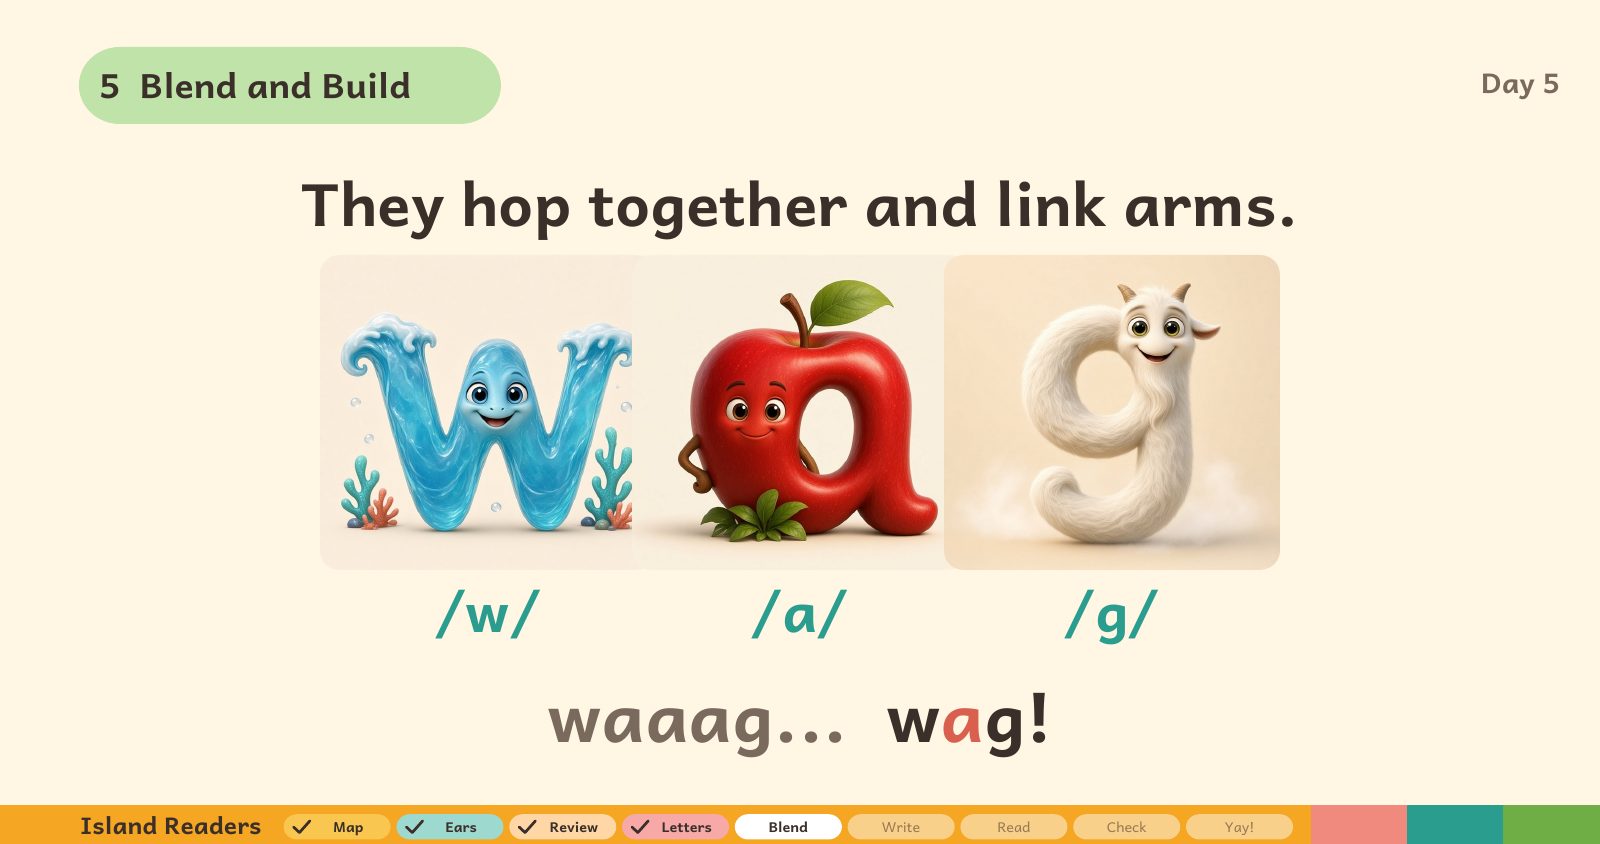 5 Blend and Build
Day 5
They hop together and link arms.
w a g
/w/ /a/ /g/
waaag... wag!
Island Readers Map Ears Review Letters Blend Write Read Check Yay!